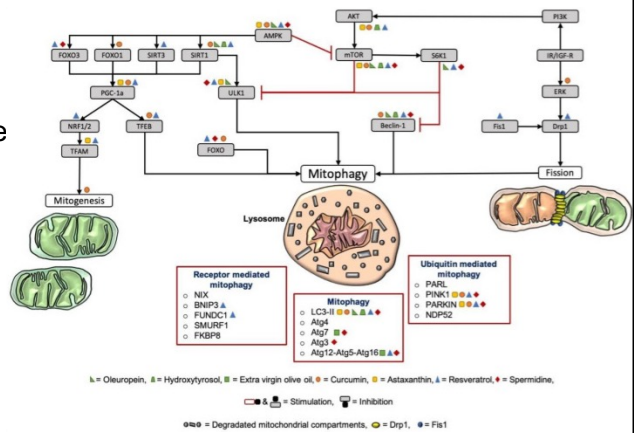 AKT
PI3K
AMPK
FOXO3
FOXO1
SIRT3
SIRT1
mTOR
S6K1
IR/IGF-R
PGC-1a
ULK1
ERK
e
NRF1/2
TFEB
Beclin-1
Fis1
Drp1
TFAM
FOXO
Mitophagy
Fission
Mitogenesis
Lysosome
Receptor mediated
mitophagy
○ NIX
○ BNIP3
○ FUNDC1
○ SMURF1
○ FKBP8
Mitophagy
○ LC3-II
○ Atg4
○ Atg7
○ Atg3
○ Atg12-Atg5-Atg16
Ubiquitin mediated
mitophagy
○ PARL
○ PINK1
○ PARKIN
○ NDP52
= Oleuropein, = Hydroxytyrosol, = Extra virgin olive oil, = Curcumin, = Astaxanthin, = Resveratrol, = Spermidine,
& = Stimulation, = Inhibition
= Degraded mitochondrial compartments, = Drp1, = Fis1